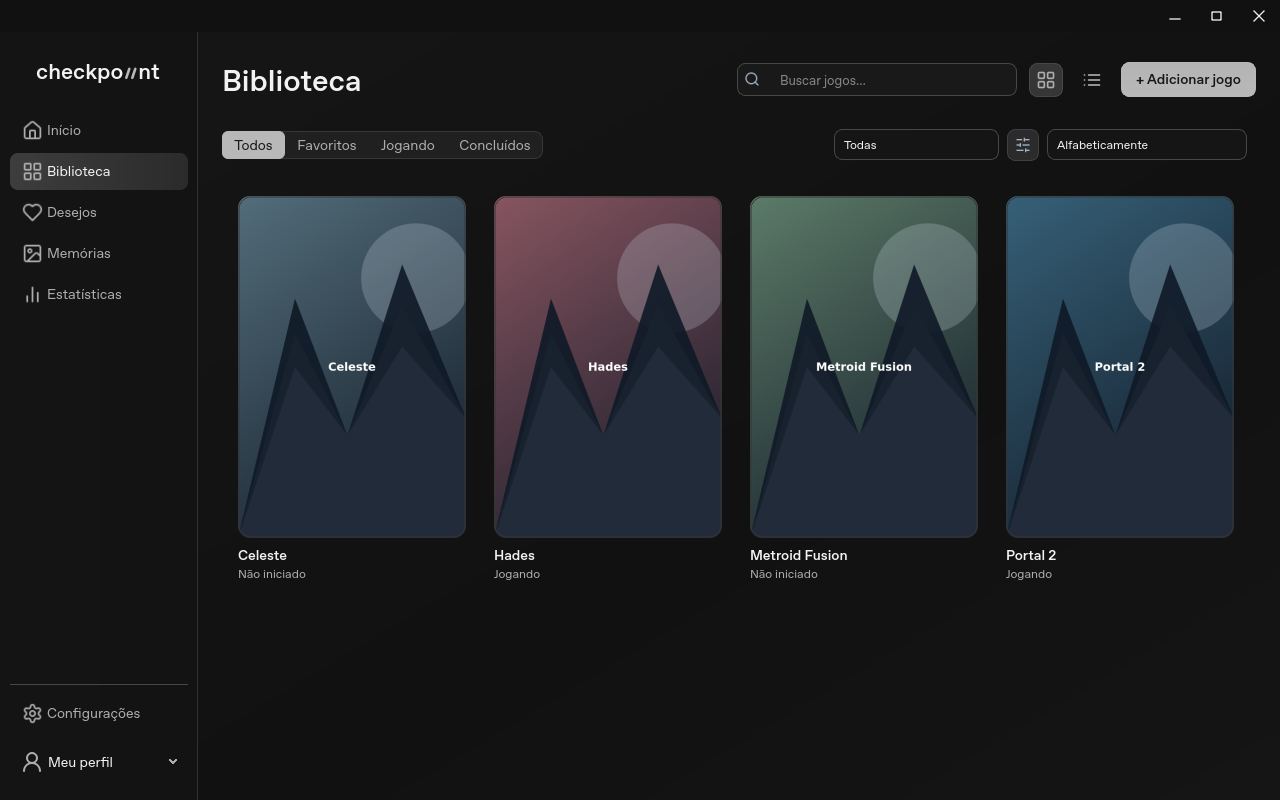 checkpo//nt
Início
Biblioteca
Desejos
Memórias
Estatísticas
Configurações
Meu perfil
Biblioteca
Buscar jogos...
+ Adicionar jogo
Todos
Favoritos
Jogando
Concluídos
Todas
Alfabeticamente
Celeste
Hades
Metroid Fusion
Portal 2
Celeste
Não iniciado
Hades
Jogando
Metroid Fusion
Não iniciado
Portal 2
Jogando